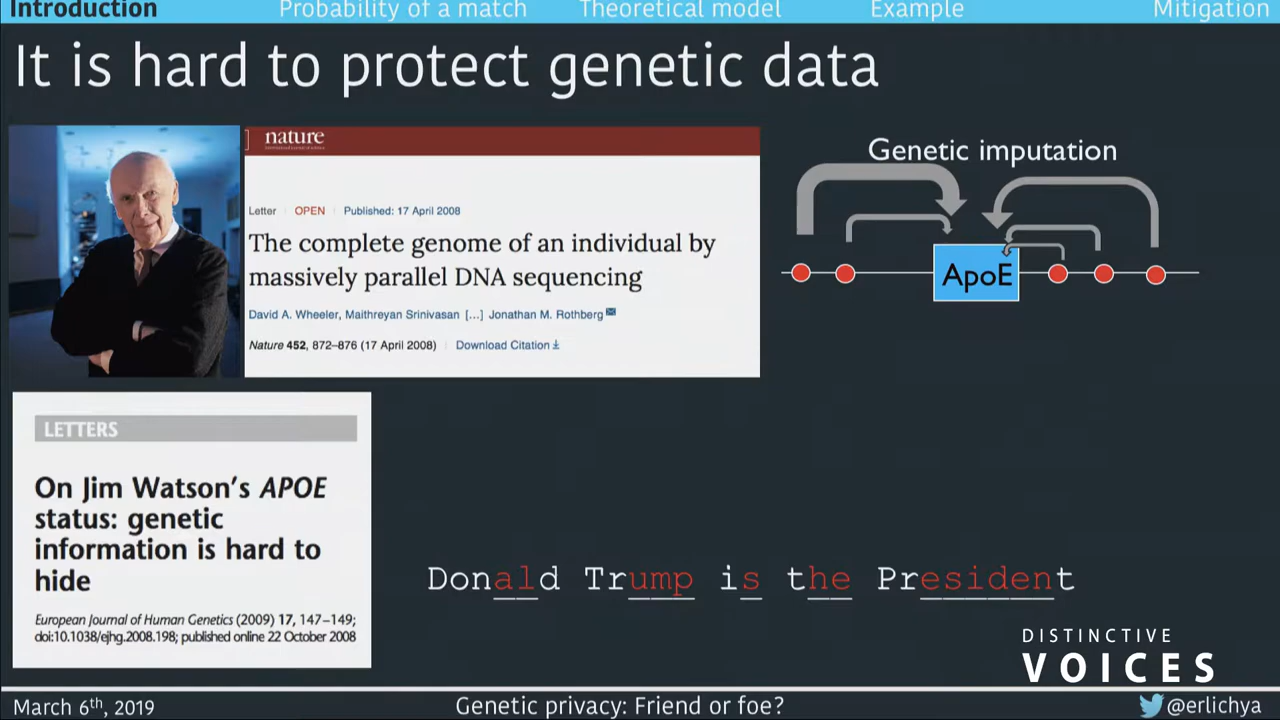 Introduction Probability of a match Theoretical model Example Mitigation
It is hard to protect genetic data
nature
Letter OPEN Published: 17 April 2008
The complete genome of an individual by
massively parallel DNA sequencing
David A. Wheeler, Maithreyan Srinivasan [...] Jonathan M. Rothberg
Nature 452, 872–876 (17 April 2008) Download Citation
Genetic imputation
ApoE
LETTERS
On Jim Watson's APOE
status: genetic
information is hard to
hide
European Journal of Human Genetics (2009) 17, 147–149;
doi:10.1038/ejhg.2008.198; published online 22 October 2008
Donald Trump is the President
DISTINCTIVE
VOICES
March 6th, 2019 Genetic privacy: Friend or foe? @erlichya